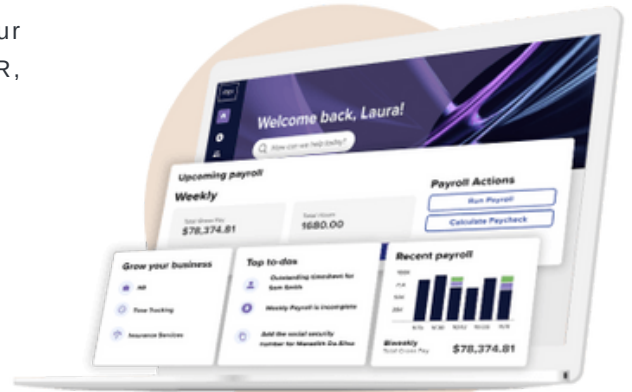 ur
R,
Welcome back, Laura!
How can we help today?
Upcoming payroll
Weekly
Total Gross Pay
$78,374.81
Total Hours
1680.00
Payroll Actions
Run Payroll
Calculate Paycheck
Grow your business
HR
Time Tracking
Insurance Services
Top to-dos
Outstanding timesheet for
Sam Smith
Weekly Payroll is incomplete
Add the social security
number for Meredith Da Silva
Recent payroll
Biweekly
Total Gross Pay
$78,374.81